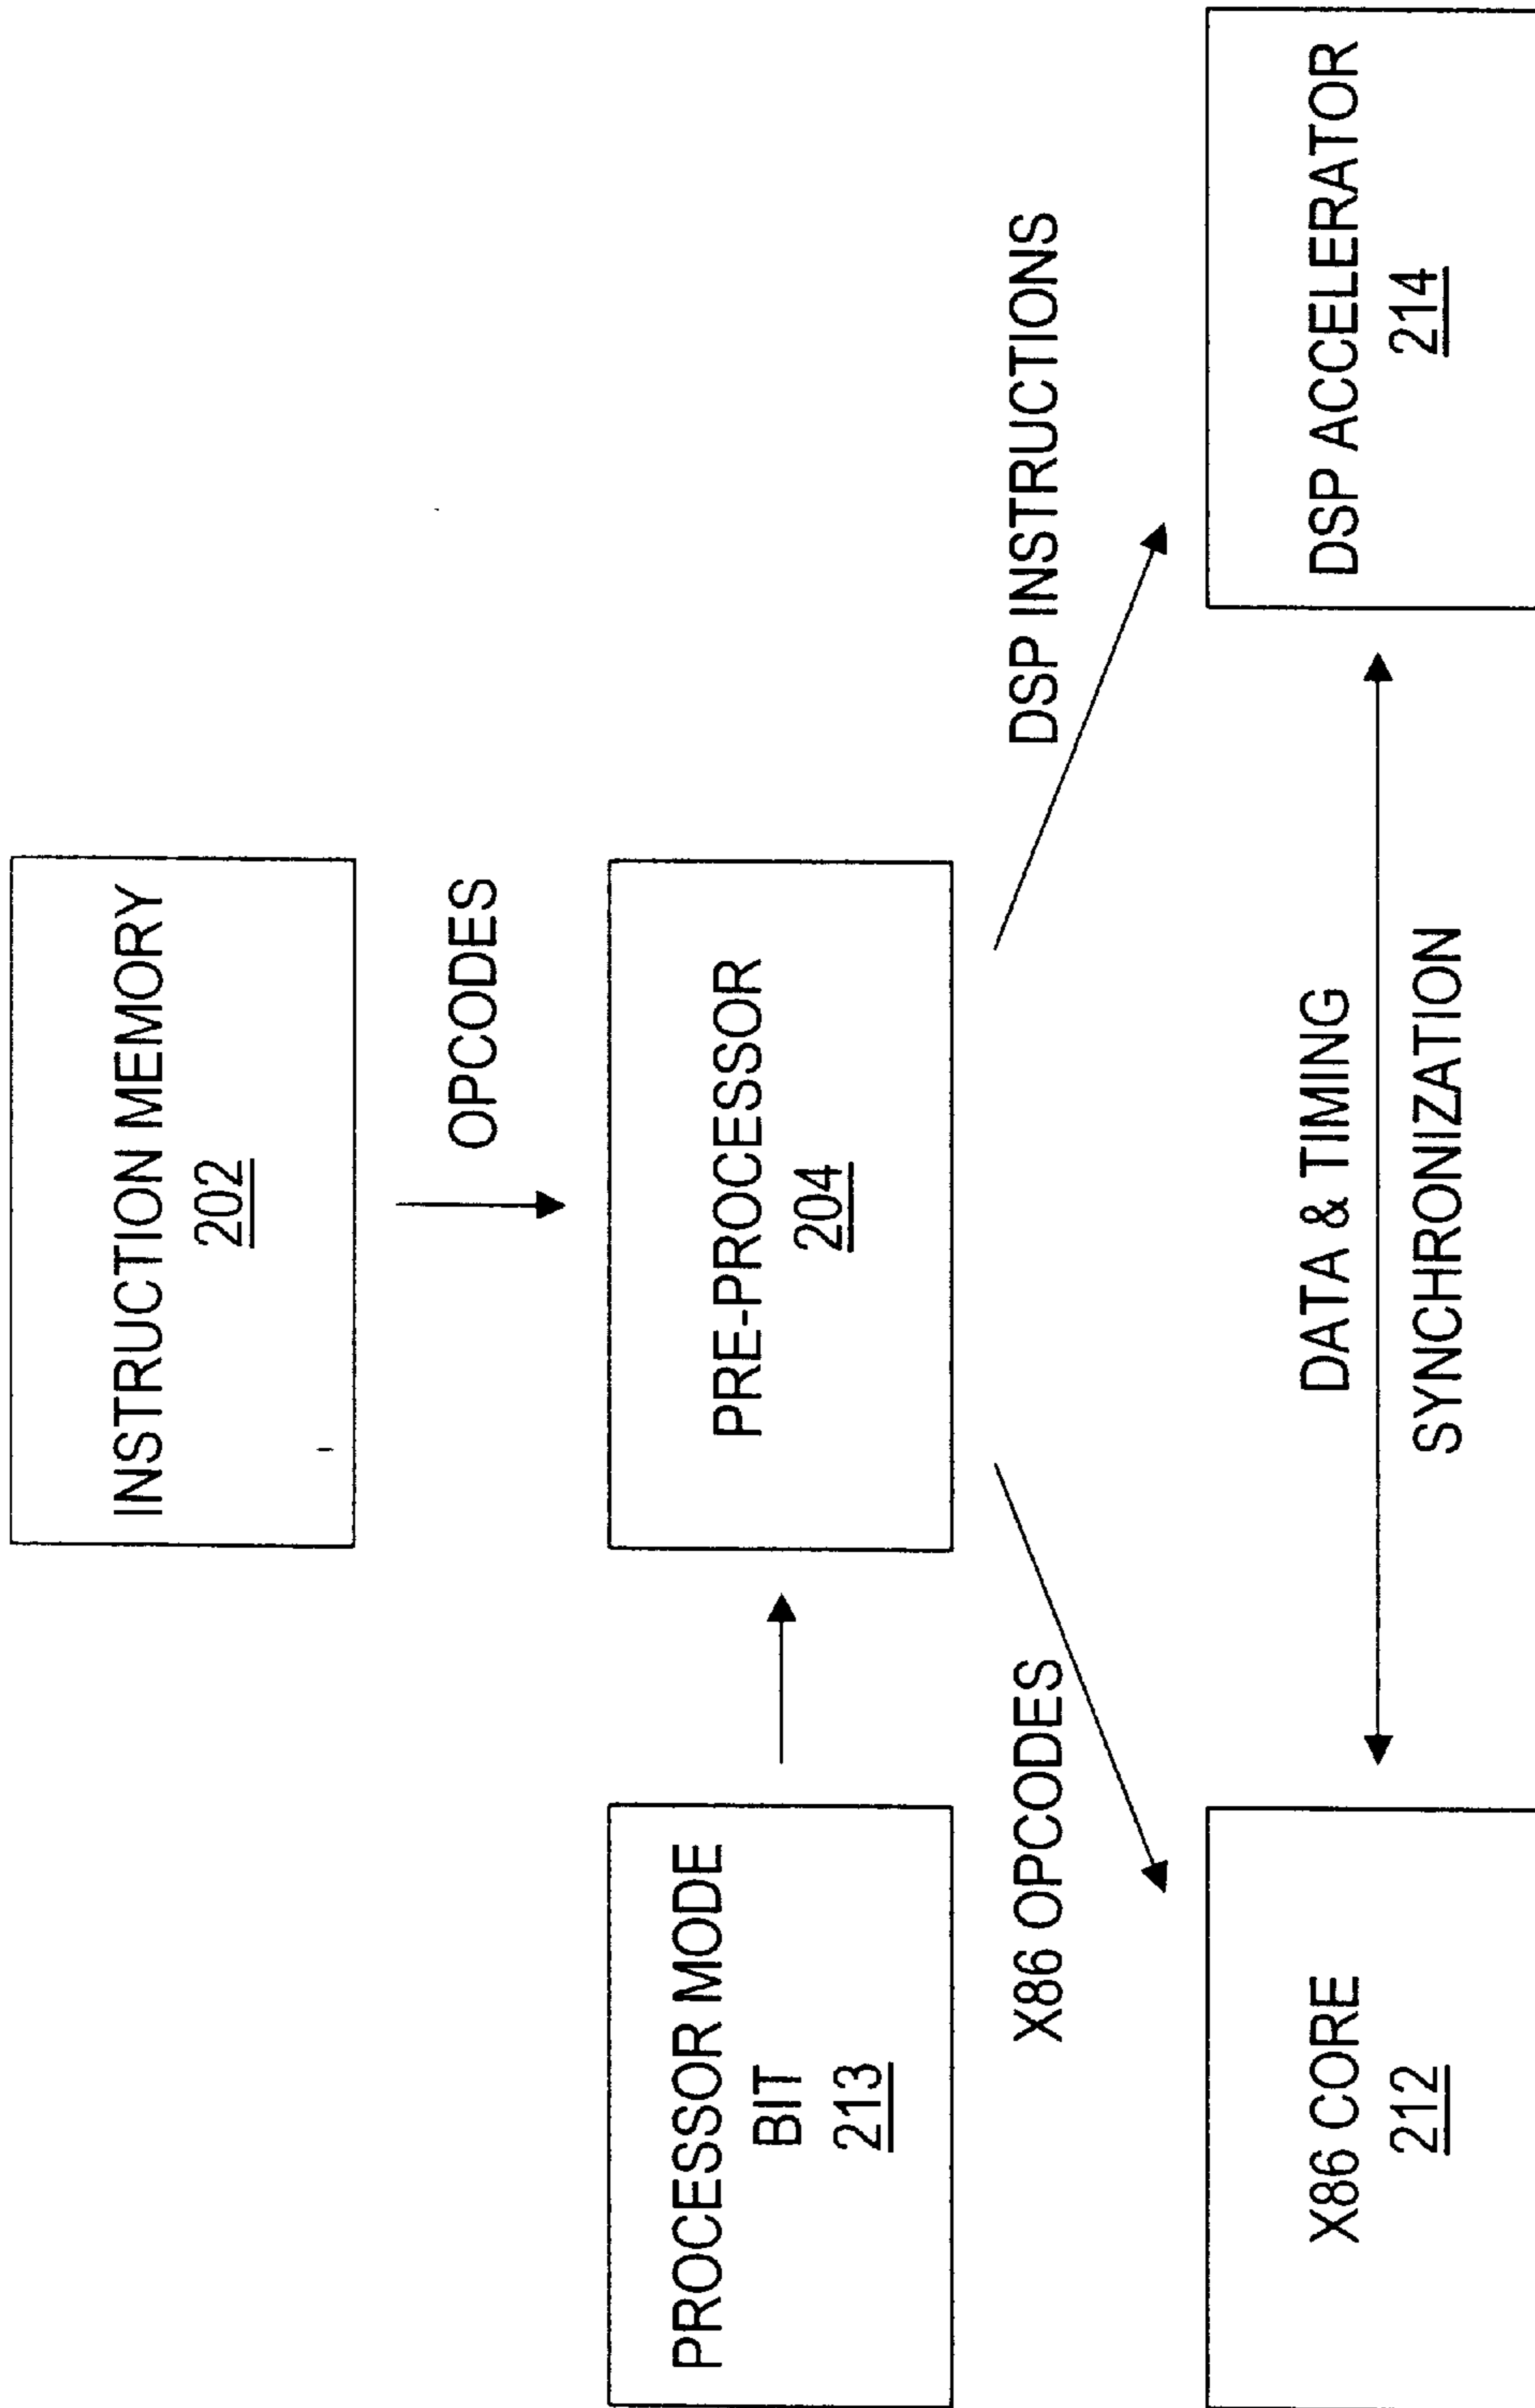 INSTRUCTION MEMORY
202
OPCODES
PROCESSOR MODE
BIT
213
PRE-PROCESSOR
204
X86 OPCODES
DSP INSTRUCTIONS
X86 CORE
212
DATA & TIMING
SYNCHRONIZATION
DSP ACCELERATOR
214